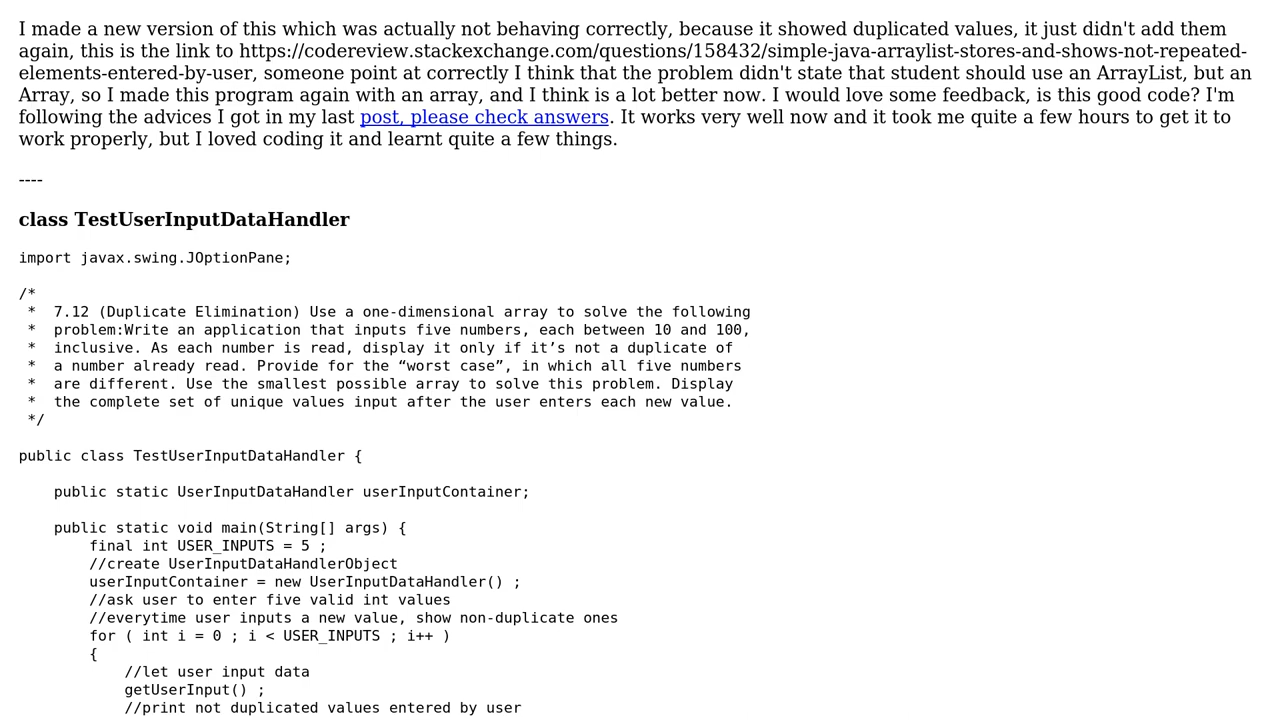 I made a new version of this which was actually not behaving correctly, because it showed duplicated values, it just didn't add them
again, this is the link to https://codereview.stackexchange.com/questions/158432/simple-java-arraylist-stores-and-shows-not-repeated-
elements-entered-by-user, someone point at correctly I think that the problem didn't state that student should use an ArrayList, but an
Array, so I made this program again with an array, and I think is a lot better now. I would love some feedback, is this good code? I'm
following the advices I got in my last post, please check answers. It works very well now and it took me quite a few hours to get it to
work properly, but I loved coding it and learnt quite a few things.
----
class TestUserInputDataHandler
import javax.swing.JOptionPane;
/*
 *  7.12 (Duplicate Elimination) Use a one-dimensional array to solve the following
 *  problem:Write an application that inputs five numbers, each between 10 and 100,
 *  inclusive. As each number is read, display it only if it’s not a duplicate of
 *  a number already read. Provide for the “worst case”, in which all five numbers
 *  are different. Use the smallest possible array to solve this problem. Display
 *  the complete set of unique values input after the user enters each new value.
 */
public class TestUserInputDataHandler {
    public static UserInputDataHandler userInputContainer;
    public static void main(String[] args) {
        final int USER_INPUTS = 5 ;
        //create UserInputDataHandlerObject
        userInputContainer = new UserInputDataHandler() ;
        //ask user to enter five valid int values
        //everytime user inputs a new value, show non-duplicate ones
        for ( int i = 0 ; i < USER_INPUTS ; i++ )
        {
            //let user input data
            getUserInput() ;
            //print not duplicated values entered by user